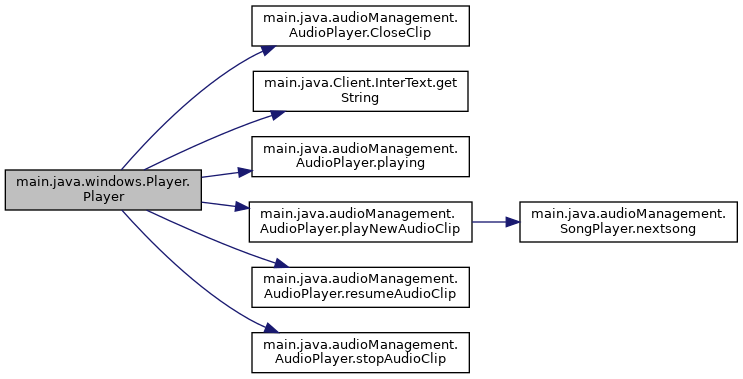 main.java.audioManagement.
AudioPlayer.CloseClip
main.java.Client.InterText.get
String
main.java.audioManagement.
AudioPlayer.playing
main.java.windows.Player.
Player
main.java.audioManagement.
AudioPlayer.playNewAudioClip
main.java.audioManagement.
SongPlayer.nextsong
main.java.audioManagement.
AudioPlayer.resumeAudioClip
main.java.audioManagement.
AudioPlayer.stopAudioClip